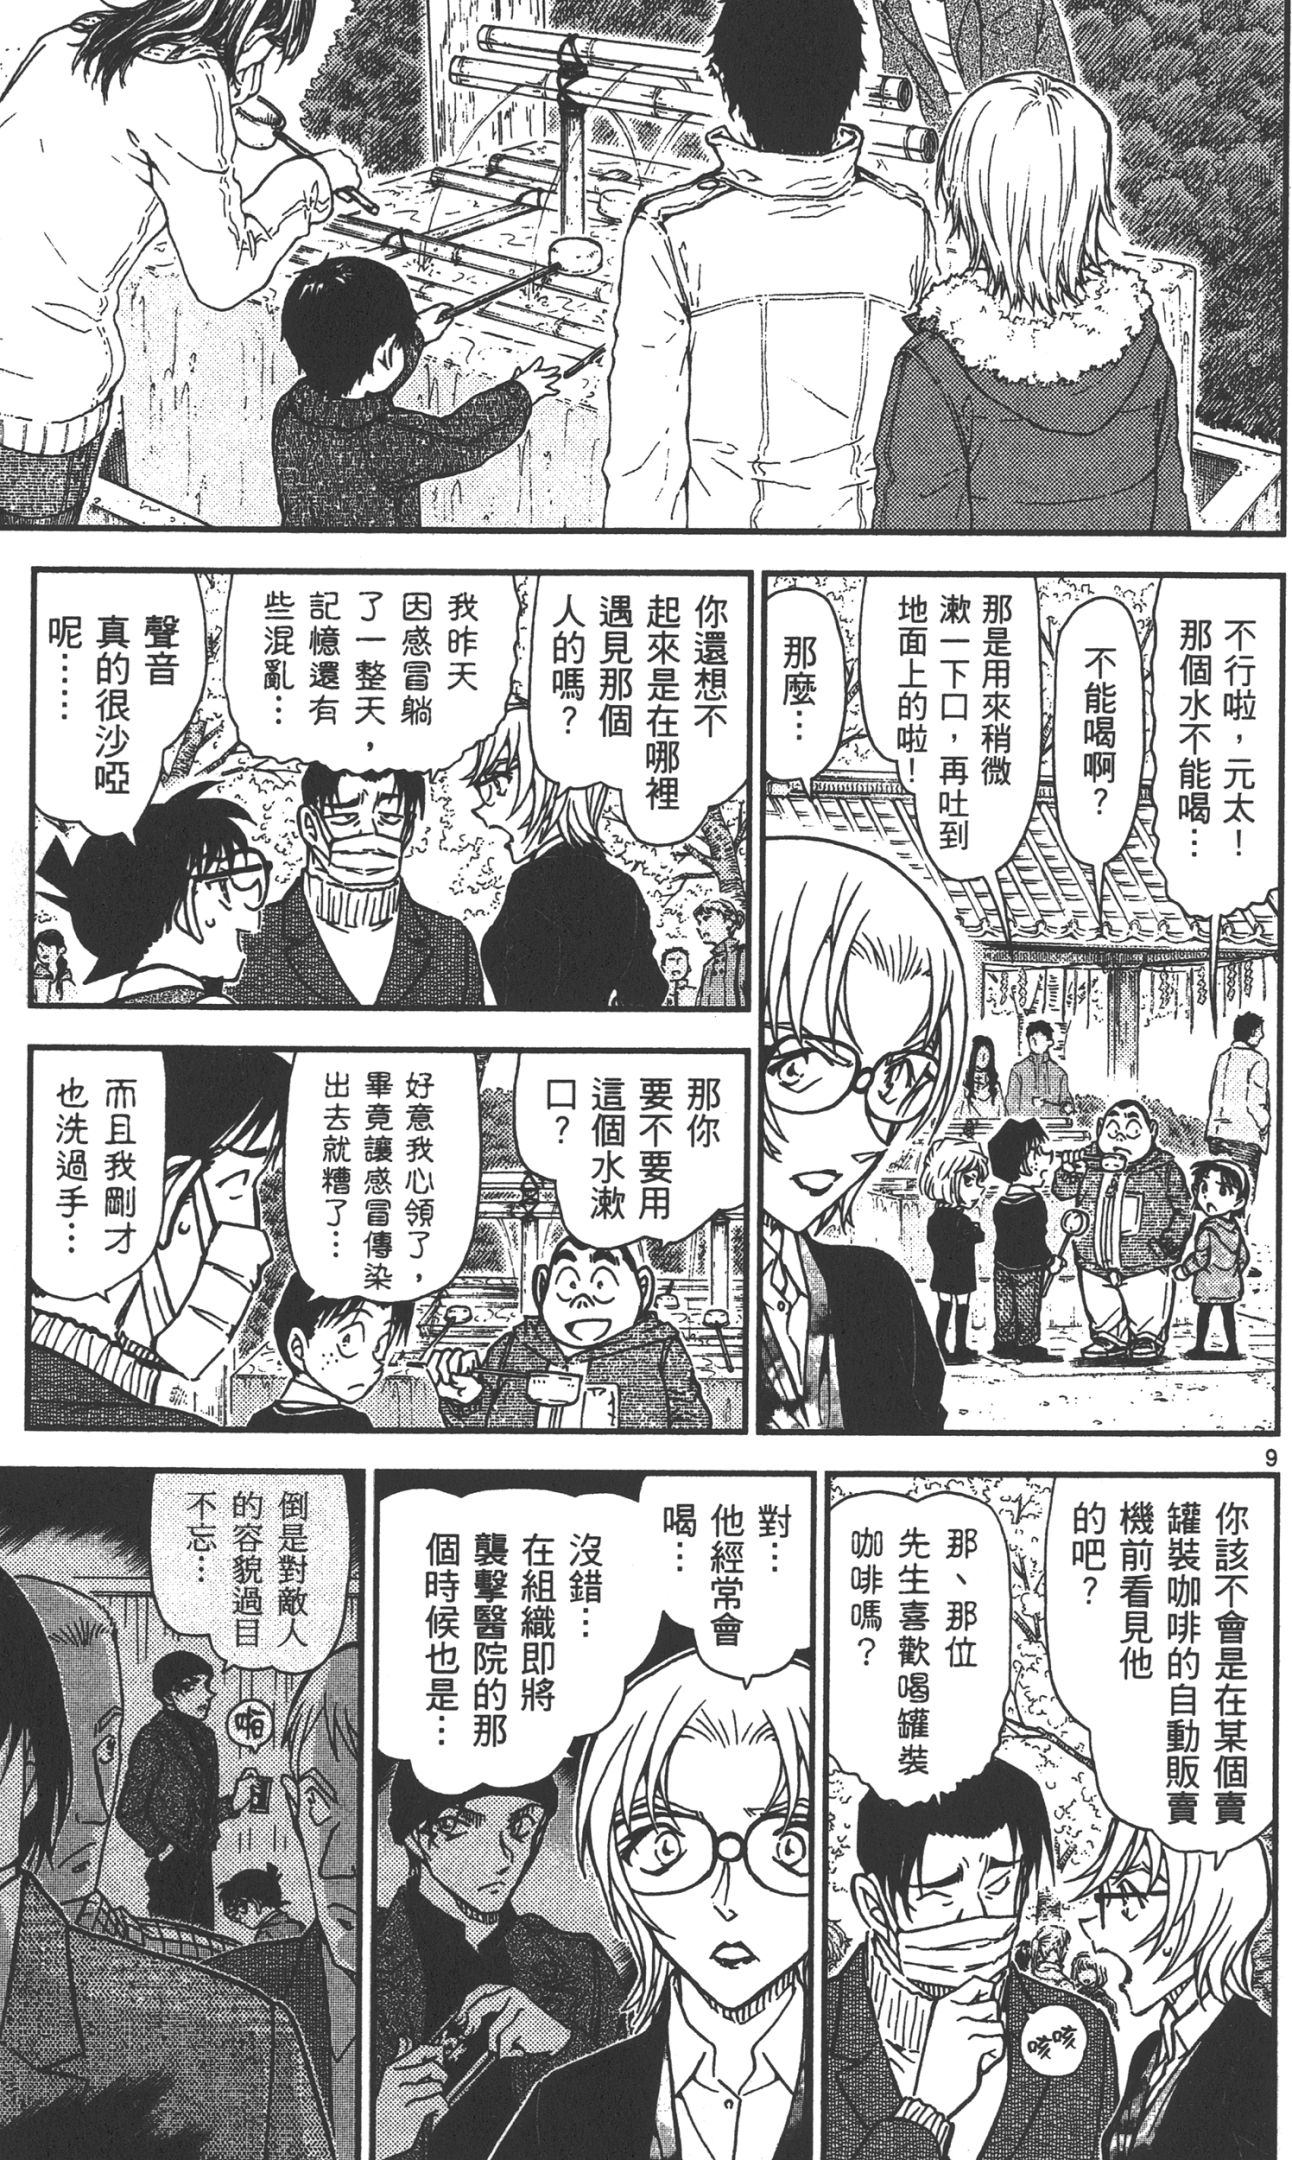 不行啦，元太！
那個水不能喝…
不能喝啊？
那是用來稍微
漱一下口，再吐到
地面上的啦！
那麼…
你還想不
起來是在哪裡
遇見那個
人的嗎？
我昨天
因感冒躺
了一整天，
記憶還有
些混亂…
聲音
真的很沙啞
呢……
那你
要不要用
這個水漱
口？
好意我心領了，
畢竟讓感冒傳染
出去就糟了…
而且我剛才
也洗過手…
9
你該不會是在某個賣
罐裝咖啡的自動販賣
機前看見他
的吧？
那、那位
先生喜歡喝罐裝
咖啡嗎？
咳咳
對…
他經常會
喝…
沒錯…
在組織即將
襲擊醫院的那
個時候也是…
倒是對敵人
的容貌過目
不忘…